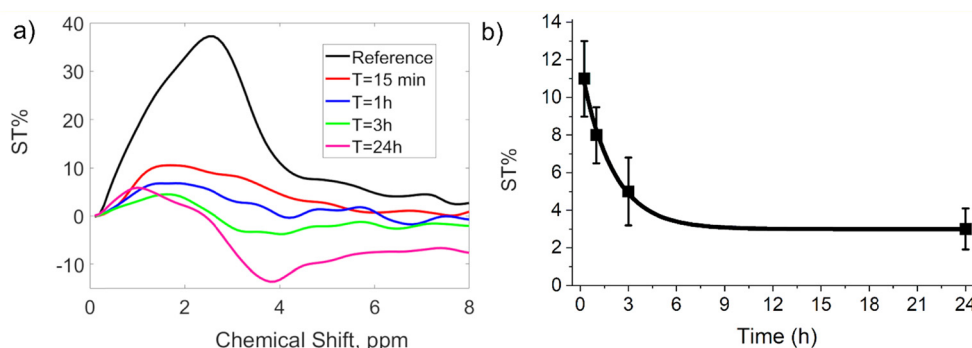 a)
40
30
20
10
0
-10
ST%
0
2
4
6
8
Chemical Shift, ppm
Reference
T=15 min
T=1h
T=3h
T=24h
b)
14
12
10
8
6
4
2
0
ST%
0
3
6
9
12
15
18
21
24
Time (h)